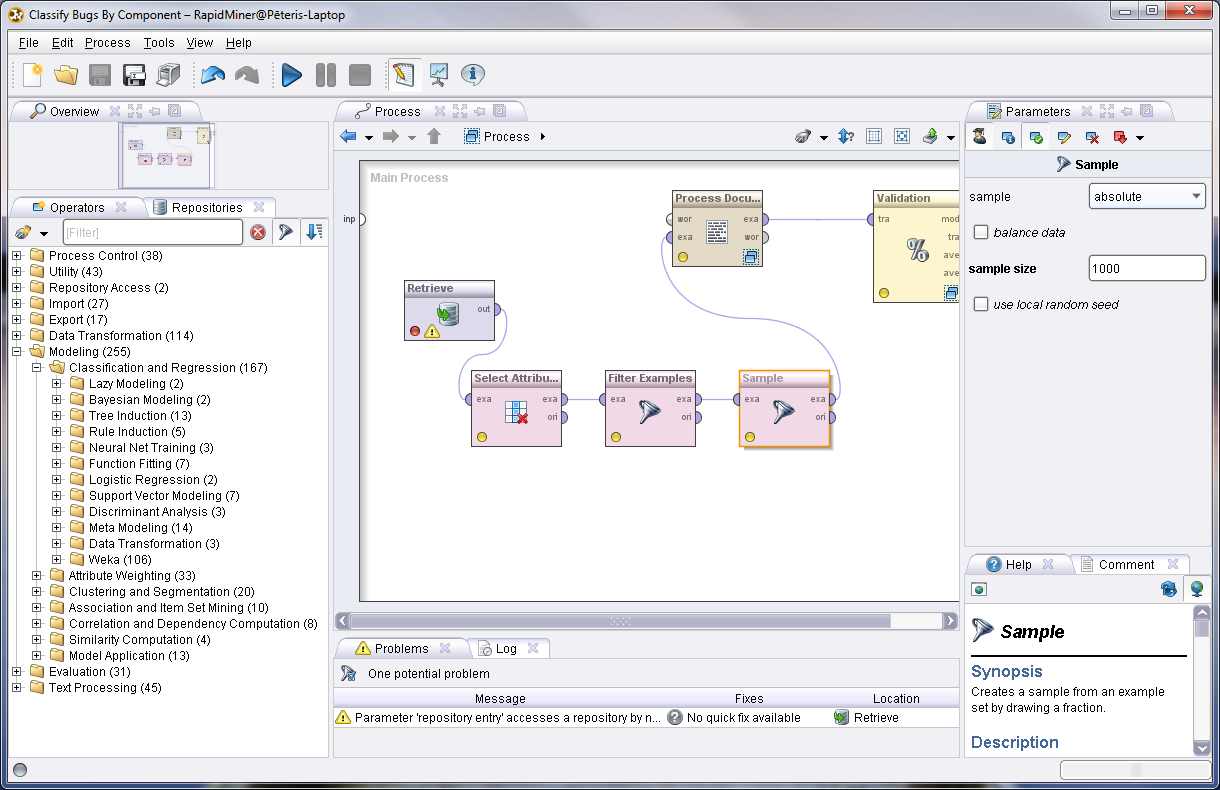 Classify Bugs By Component – RapidMiner@Pēteris-Laptop
File Edit Process Tools View Help
Overview
Operators Repositories
[Filter]
Process Control (38)
Utility (43)
Repository Access (2)
Import (27)
Export (17)
Data Transformation (114)
Modeling (255)
Classification and Regression (167)
Lazy Modeling (2)
Bayesian Modeling (2)
Tree Induction (13)
Rule Induction (5)
Neural Net Training (3)
Function Fitting (7)
Logistic Regression (2)
Support Vector Modeling (7)
Discriminant Analysis (3)
Meta Modeling (14)
Data Transformation (3)
Weka (106)
Attribute Weighting (33)
Clustering and Segmentation (20)
Association and Item Set Mining (10)
Correlation and Dependency Computation (8)
Similarity Computation (4)
Model Application (13)
Evaluation (31)
Text Processing (45)
Process
Process
Main Process
inp
Process Docu...
wor exa
exa wor
Validation
tra mod
tra
ave
ave
%
Retrieve
out
Select Attribu...
exa exa
ori
Filter Examples
exa exa
ori
Sample
exa exa
ori
Problems Log
One potential problem
Message Fixes Location
Parameter 'repository entry' accesses a repository by n... No quick fix available Retrieve
Parameters
Sample
sample absolute
balance data
sample size 1000
use local random seed
Help Comment
Sample
Synopsis
Creates a sample from an example
set by drawing a fraction.
Description